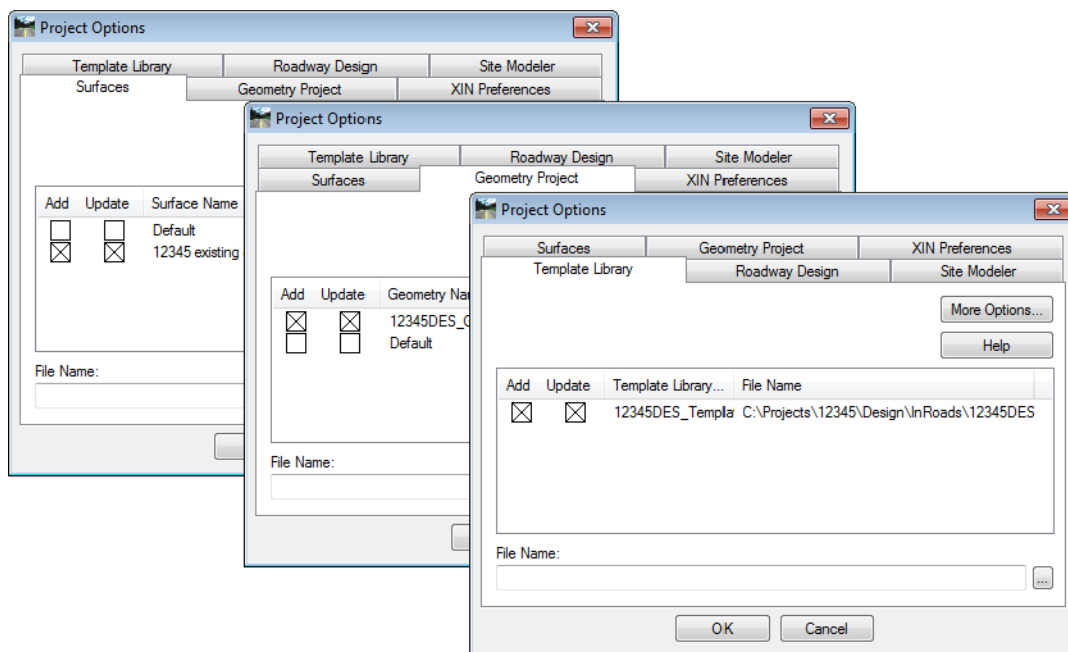 Project Options
Template Library Roadway Design Site Modeler
Surfaces Geometry Project XIN Preferences
Add Update Surface Name
Default
12345 existing
File Name:
Project Options
Template Library Roadway Design Site Modeler
Surfaces Geometry Project XIN Preferences
Add Update Geometry Na
12345DES_
Default
File Name:
Project Options
Surfaces Geometry Project XIN Preferences
Template Library Roadway Design Site Modeler
More Options...
Help
Add Update Template Library... File Name
12345DES_Templa C:\Projects\12345\Design\InRoads\12345DES
File Name:
...
OK Cancel